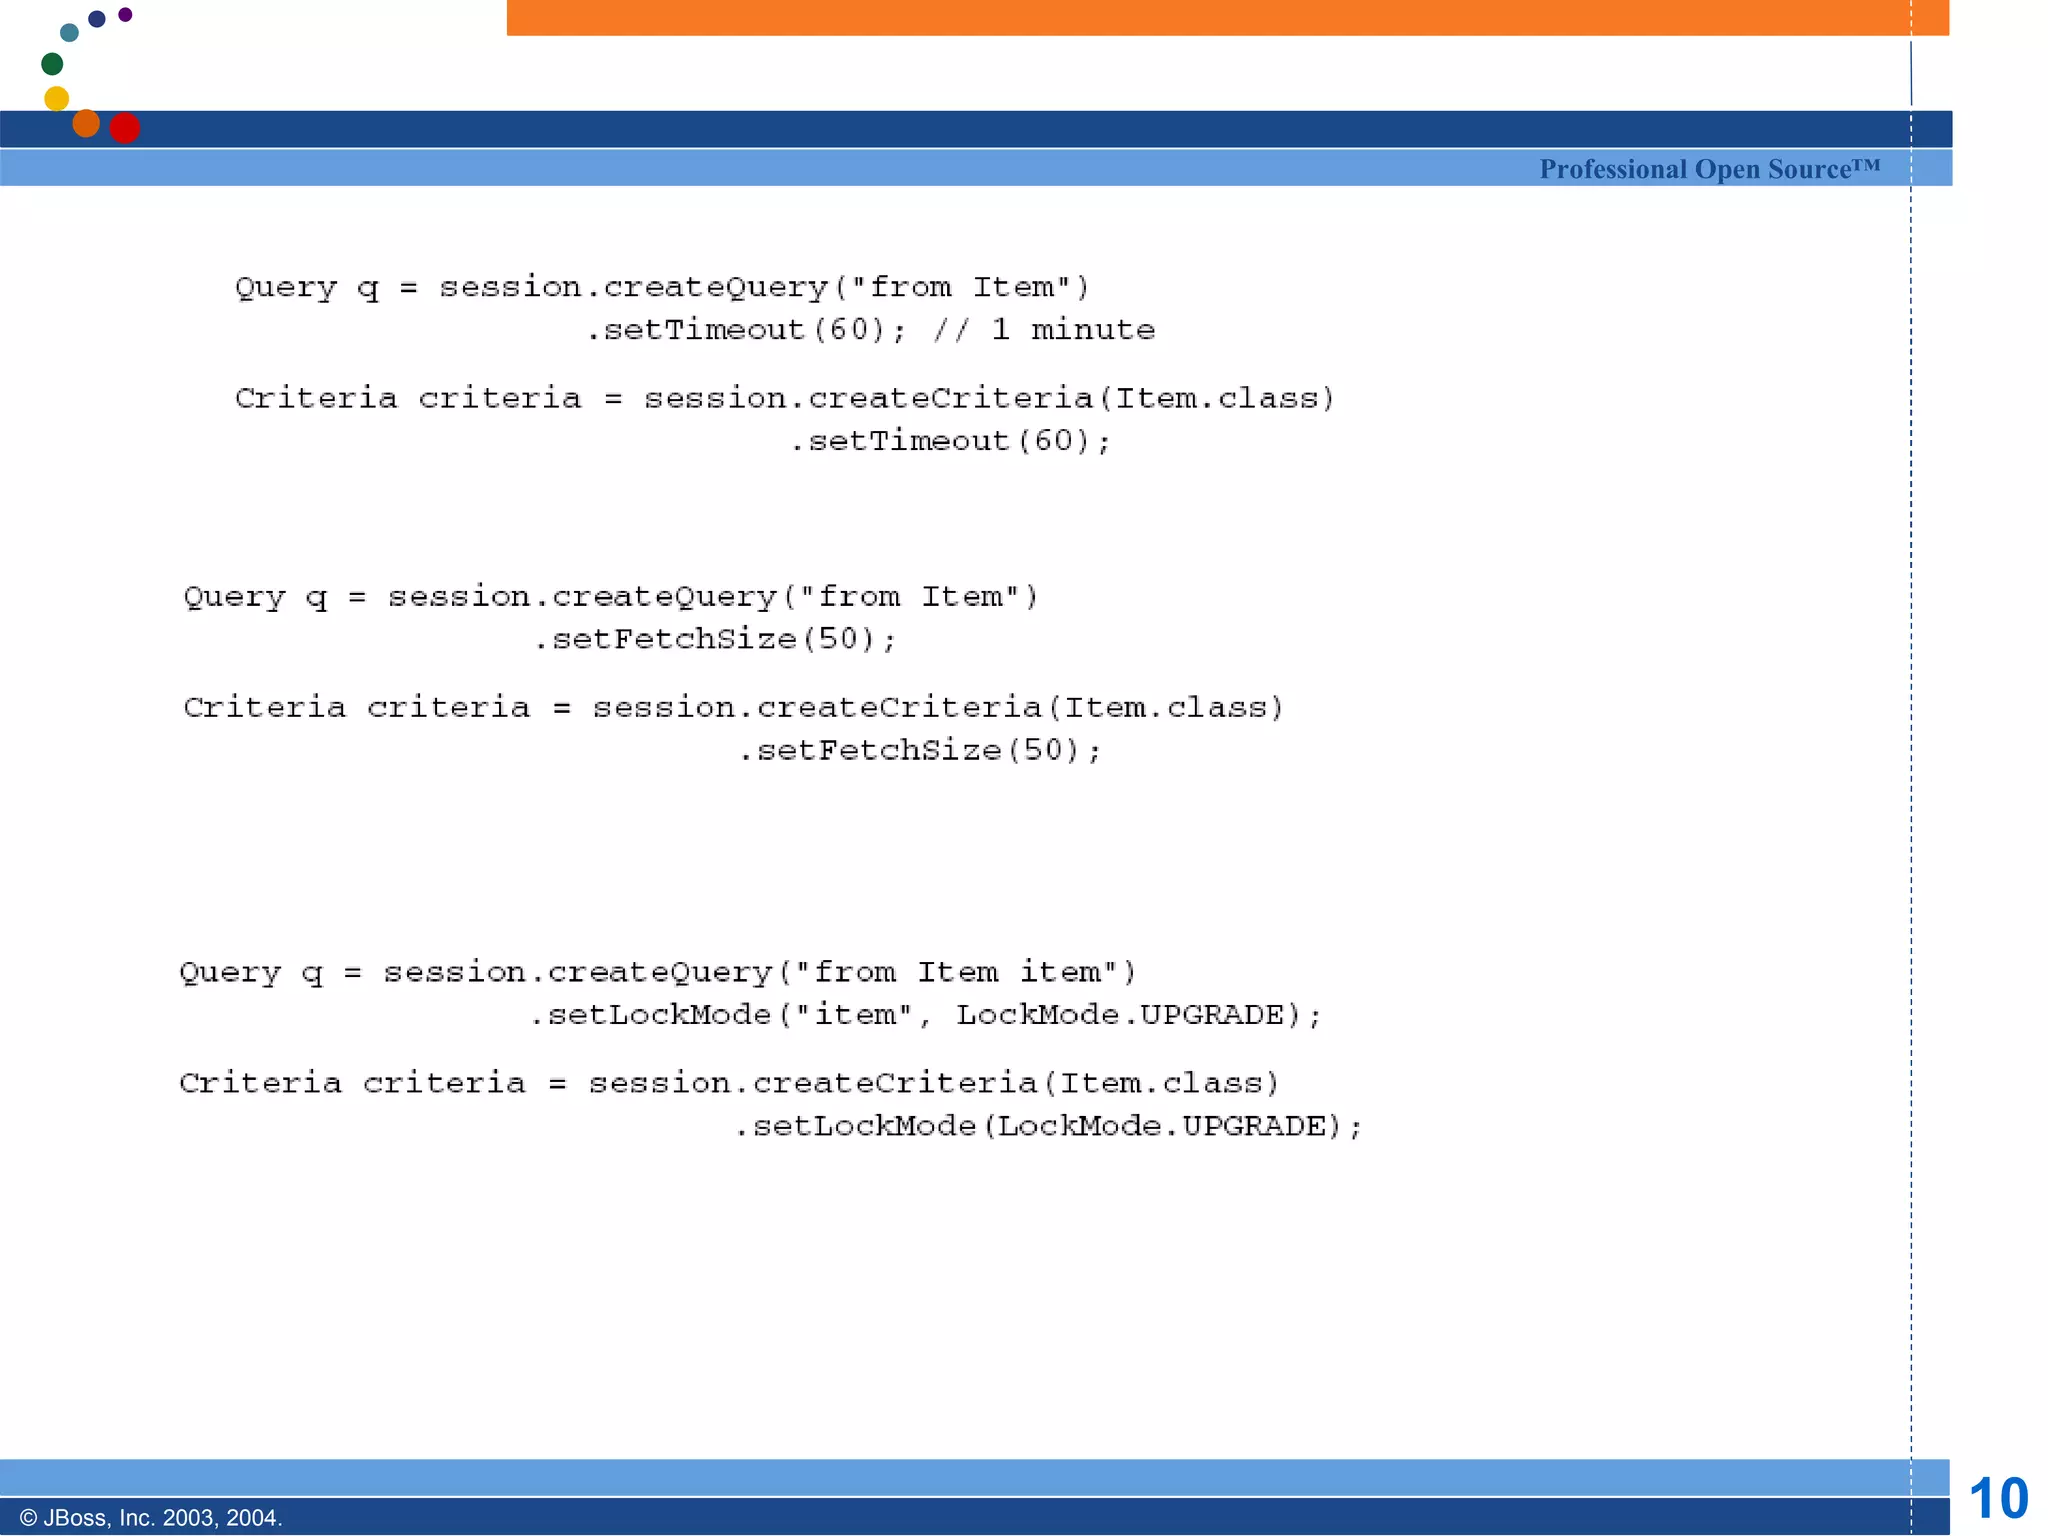 Professional Open Source™
Query q = session.createQuery("from Item")
.setTimeout(60); // 1 minute
Criteria criteria = session.createCriteria(Item.class)
.setTimeout(60);
Query q = session.createQuery("from Item")
.setFetchSize(50);
Criteria criteria = session.createCriteria(Item.class)
.setFetchSize(50);
Query q = session.createQuery("from Item item")
.setLockMode("item", LockMode.UPGRADE);
Criteria criteria = session.createCriteria(Item.class)
.setLockMode(LockMode.UPGRADE);
© JBoss, Inc. 2003, 2004.
10